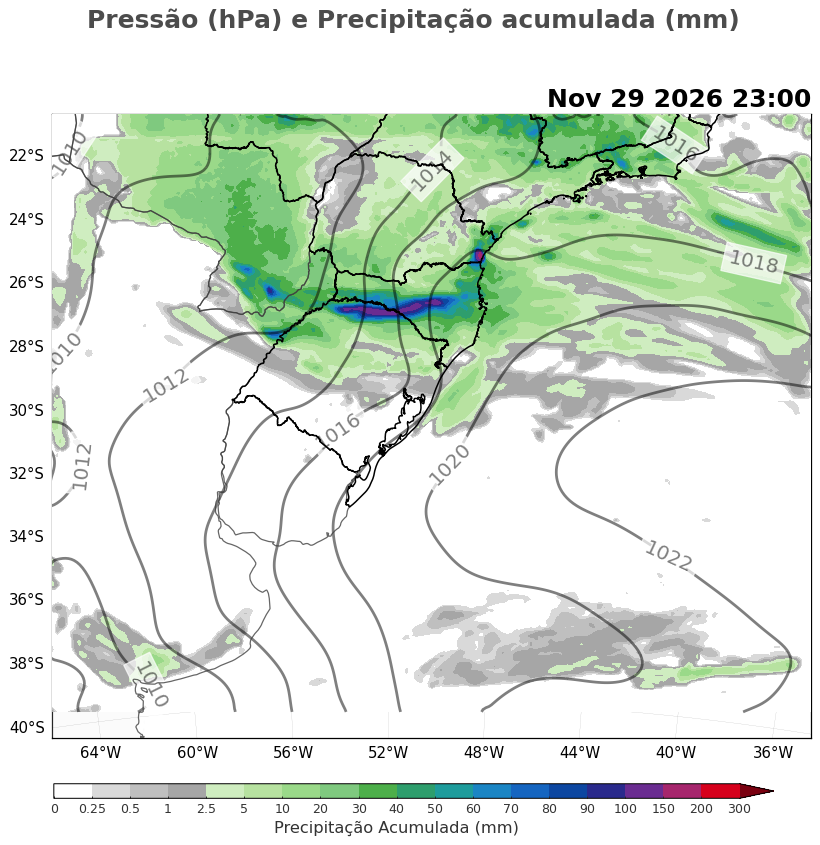 Pressão (hPa) e Precipitação acumulada (mm)
Nov 29 2026 23:00
1010
1014
1016
22°S
24°S
1018
26°S
1010
28°S
1012
30°S
1016
1012
1020
32°S
34°S
1022
36°S
38°S
1010
40°S
64°W 60°W 56°W 52°W 48°W 44°W 40°W 36°W
0 0.25 0.5 1 2.5 5 10 20 30 40 50 60 70 80 90 100 150 200 300
Precipitação Acumulada (mm)